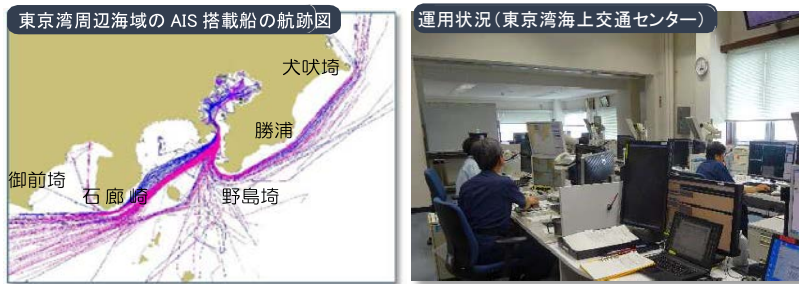 東京湾周辺海域の AIS 搭載船の航跡図
犬吠埼
勝浦
御前埼
石廊崎
野島埼
運用状況（東京湾海上交通センター）